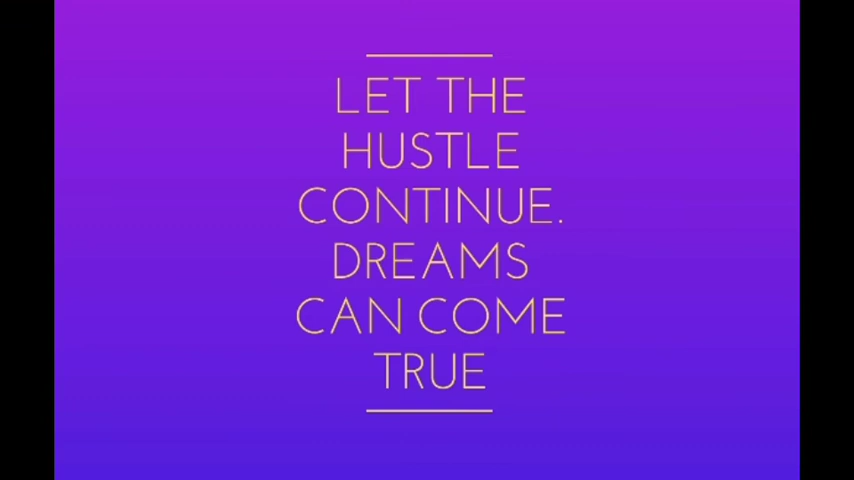 LET THE
HUSTLE
CONTINUE.
DREAMS
CAN COME
TRUE